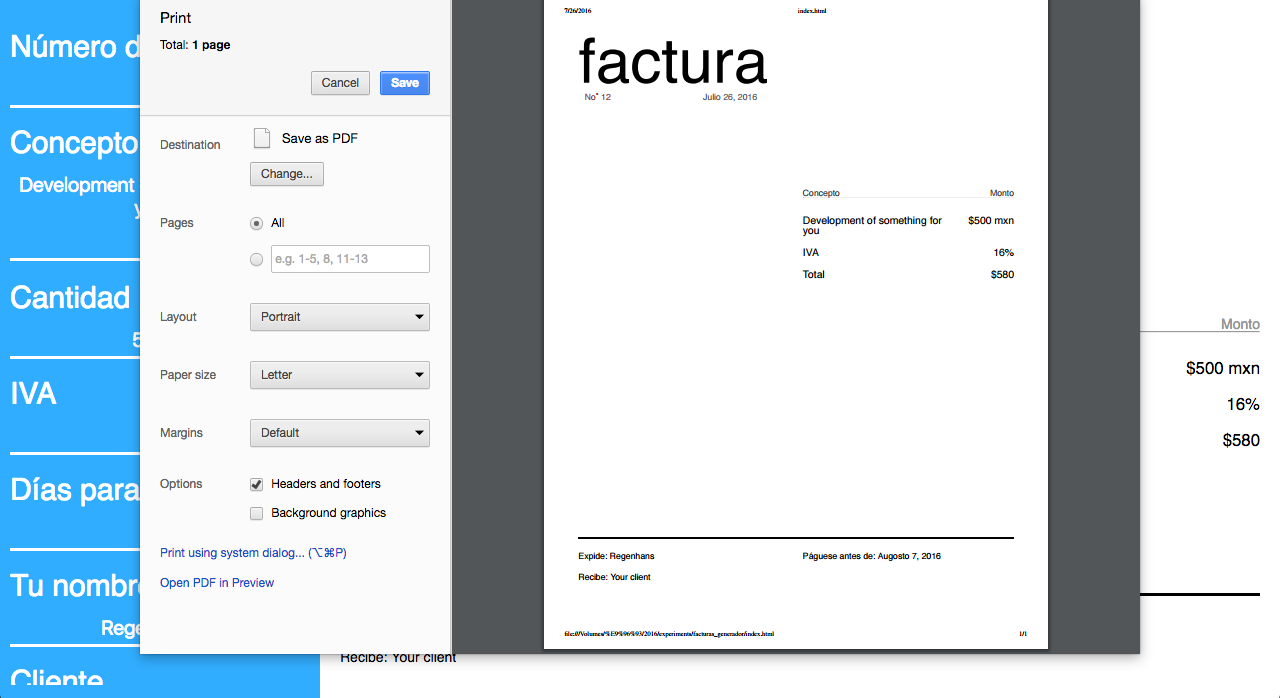 Número d
Concepto
Development
y
Cantidad
5
IVA
Días para
Tu nombre
Rege
Cliente
Print
Total: 1 page
Cancel
Save
Destination
Save as PDF
Change...
Pages
All
e.g. 1-5, 8, 11-13
Layout
Portrait
Paper size
Letter
Margins
Default
Options
Headers and footers
Background graphics
Print using system dialog... (⌥⌘P)
Open PDF in Preview
7/26/2016 index.html
factura
No° 12 Julio 26, 2016
Concepto Monto
Development of something for $500 mxn
you
IVA 16%
Total $580
Expide: Regenhans Páguese antes de: Augosto 7, 2016
Recibe: Your client
file:///Volumes/%E9%96%93/2016/experiments/facturas_generador/index.html 1/1
Monto
$500 mxn
16%
$580
Recibe: Your client